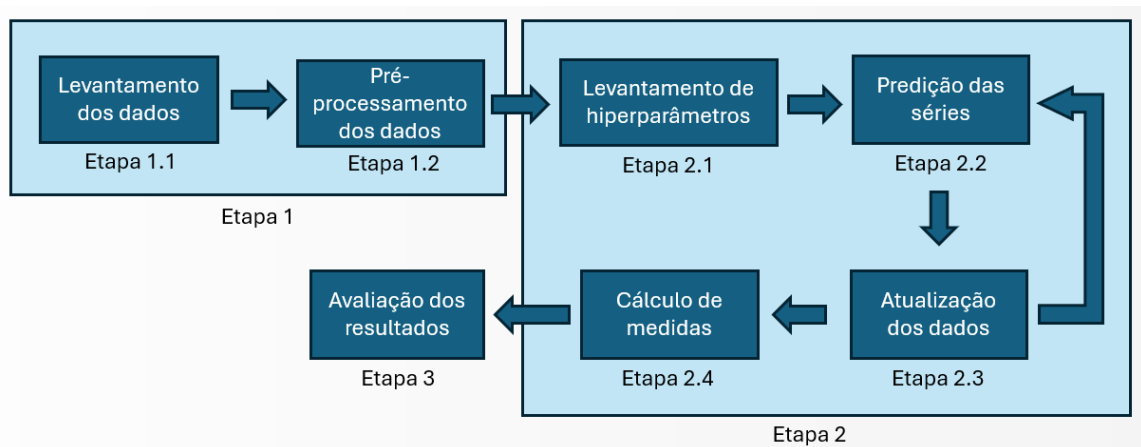 Levantamento
dos dados
Etapa 1.1
Pré-
processamento
dos dados
Etapa 1.2
Etapa 1
Levantamento de
hiperparâmetros
Etapa 2.1
Predição das
séries
Etapa 2.2
Atualização
dos dados
Etapa 2.3
Cálculo de
medidas
Etapa 2.4
Avaliação dos
resultados
Etapa 3
Etapa 2